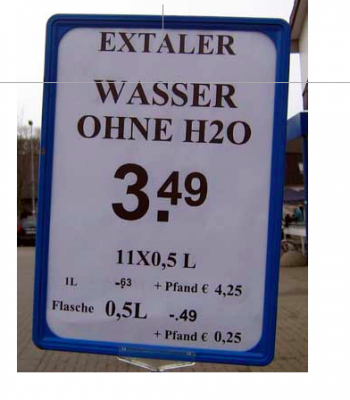 EXTALER
WASSER
OHNE H2O
3.49
11X0,5 L
1L -63 + Pfand € 4,25
Flasche 0,5L -.49
+ Pfand € 0,25